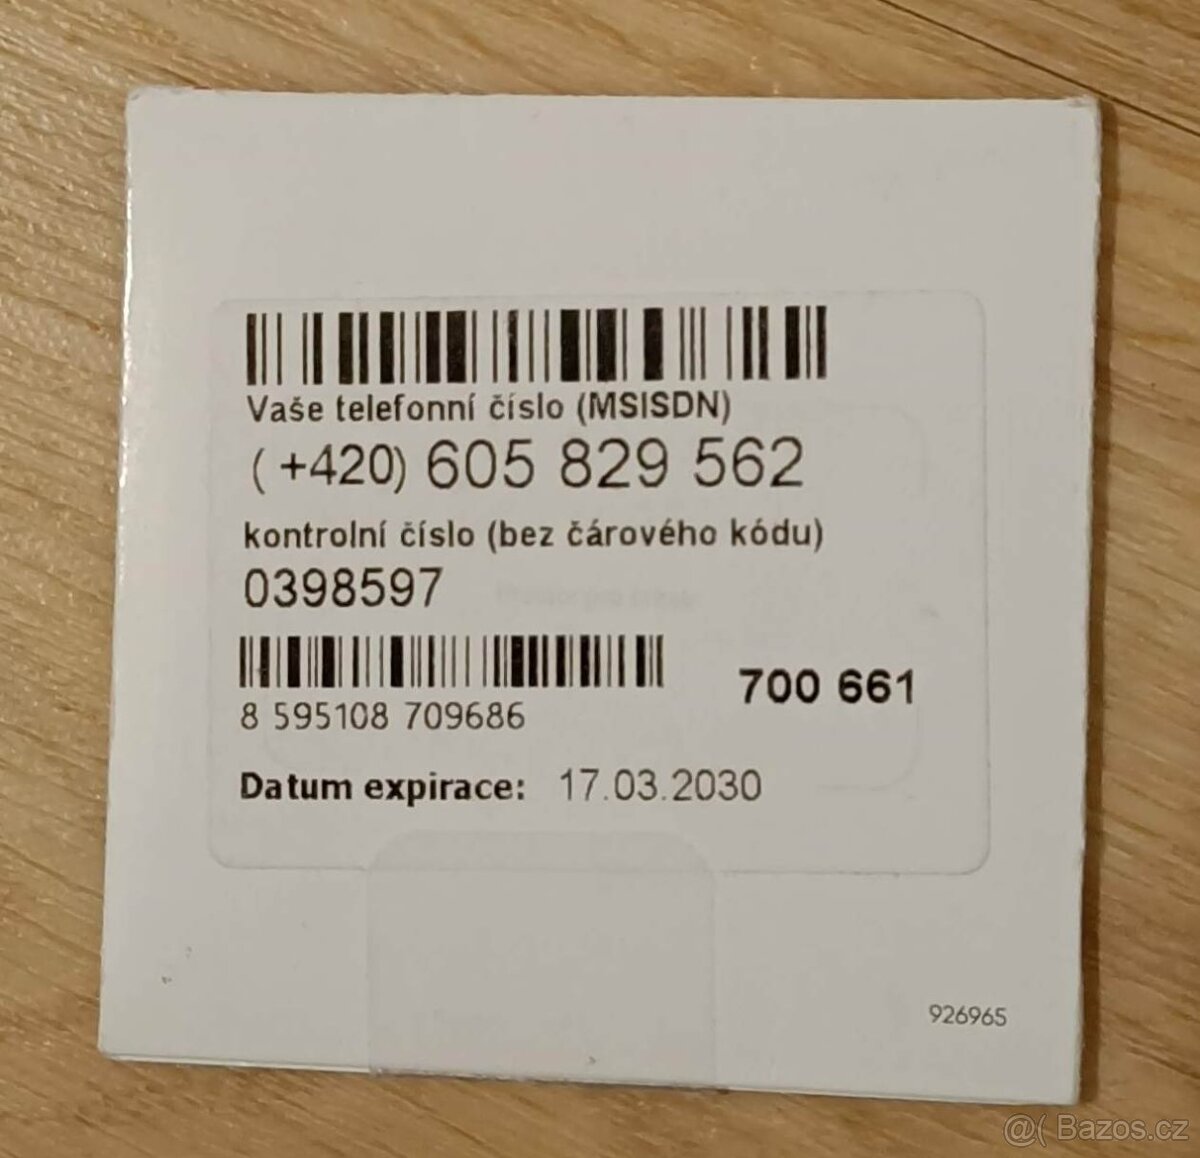 Vaše telefonní číslo (MSISDN)
( +420) 605 829 562
kontrolní číslo (bez čárového kódu)
0398597
8 595108 709686
700 661
Datum expirace: 17.03.2030
926965
@( Bazos.cz